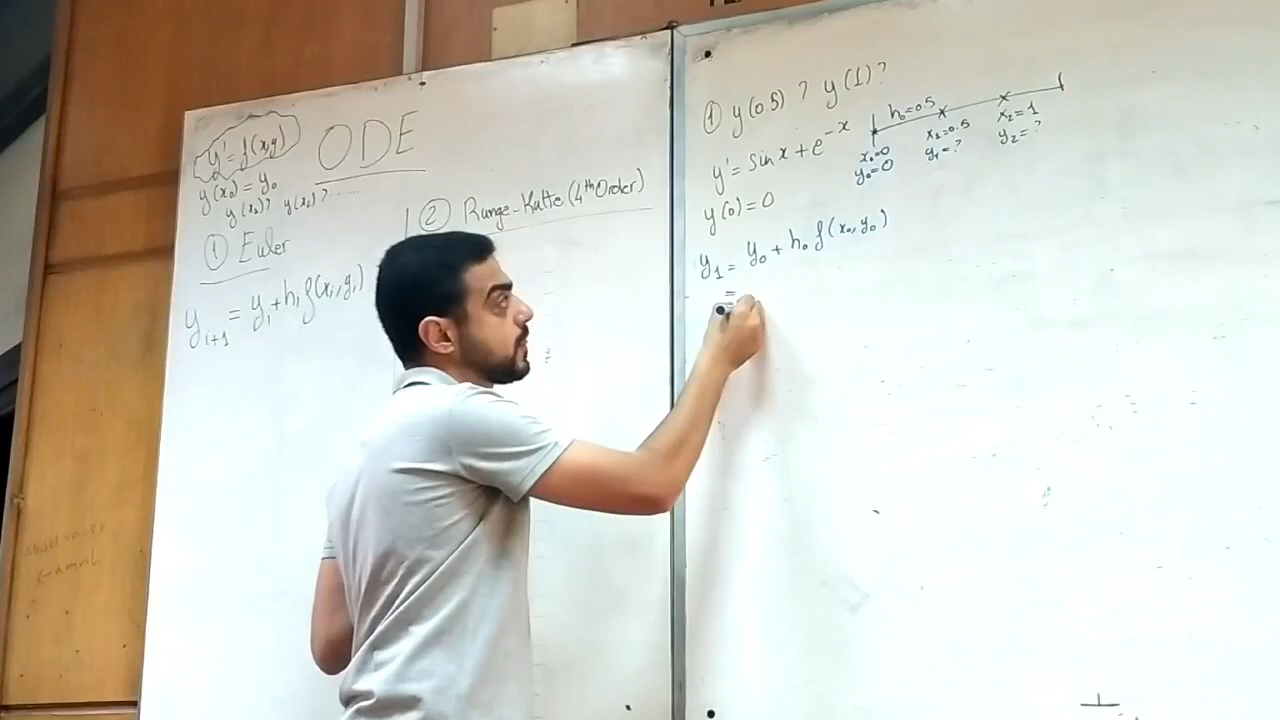 y' = f(x,y)
ODE
y(x₀) = y₀
y(x₁)? y(x₂)? ....
① Euler
yᵢ₊₁ = yᵢ + hᵢ f(xᵢ, yᵢ)
② Runge-Kutte (4th Order)
① y(0.5) ? y(1) ?
y' = sin x + e^-x
y(0) = 0
h₀=0.5
x₀=0
y₀=0
x₁=0.5
y₁=?
x₂=1
y₂=?
y₁ = y₀ + h₀ f(x₀, y₀)
=